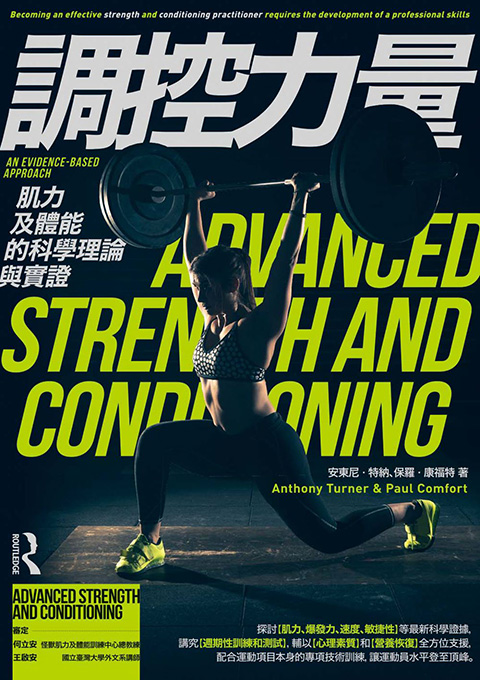 Becoming an effective strength and conditioning practitioner requires the development of a professional skills
調控力量
AN EVIDENCE-BASED
APPROACH
肌力
及體能
的科學理論
與實證
ADVANCED
STRENGTH AND
CONDITIONING
安東尼·特納、保羅·康福特 著
Anthony Turner & Paul Comfort
ROUTLEDGE
ADVANCED STRENGTH
AND CONDITIONING
審定
何立安 怪獸肌力及體能訓練中心總教練
王啟安 國立臺灣大學外文系講師
探討【肌力、爆發力、速度、敏捷性】等最新科學證據,
講究【週期性訓練和測試】,輔以【心理素質】和【營養恢復】全方位支援,
配合運動項目本身的專項技術訓練,讓運動員水平登至頂峰。